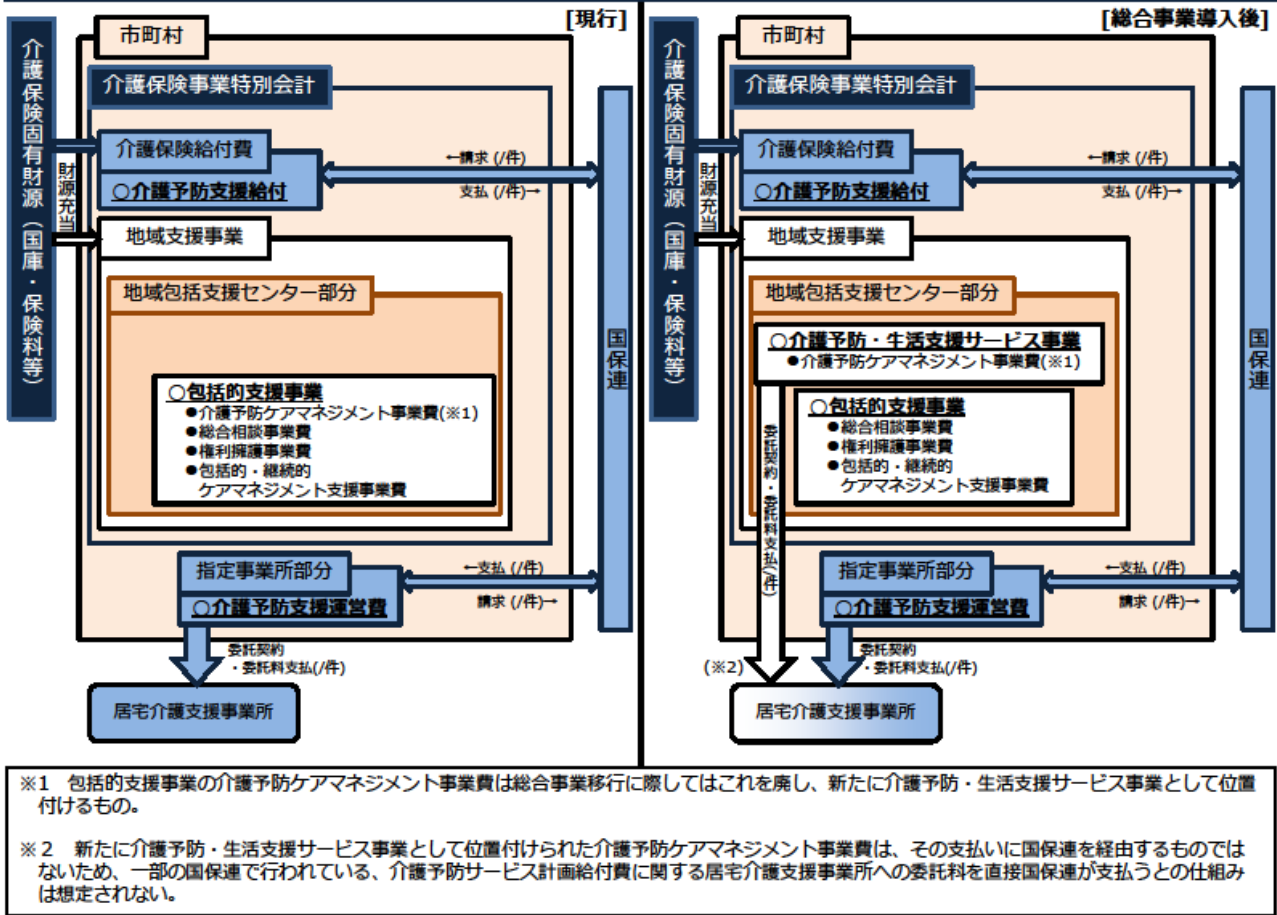 [現行]
市町村
介護保険固有財源（国庫・保険料等）
介護保険事業特別会計
介護保険給付費
○介護予防支援給付
←請求 (/件)
支払 (/件)→
財源充当
地域支援事業
地域包括支援センター部分
○包括的支援事業
●介護予防ケアマネジメント事業費(※1)
●総合相談事業費
●権利擁護事業費
●包括的・継続的
ケアマネジメント支援事業費
国保連
指定事業所部分
○介護予防支援運営費
←支払 (/件)
請求 (/件)→
委託契約
・委託料支払(/件)
居宅介護支援事業所
[総合事業導入後]
市町村
介護保険固有財源（国庫・保険料等）
介護保険事業特別会計
介護保険給付費
○介護予防支援給付
←請求 (/件)
支払 (/件)→
財源充当
地域支援事業
地域包括支援センター部分
○介護予防・生活支援サービス事業
●介護予防ケアマネジメント事業費(※1)
○包括的支援事業
●総合相談事業費
●権利擁護事業費
●包括的・継続的
ケアマネジメント支援事業費
委託契約・委託料支払(/件)
国保連
指定事業所部分
○介護予防支援運営費
←支払 (/件)
請求 (/件)→
(※2)
委託契約
・委託料支払(/件)
居宅介護支援事業所
※1　包括的支援事業の介護予防ケアマネジメント事業費は総合事業移行に際してはこれを廃し、新たに介護予防・生活支援サービス事業として位置
付けるもの。
※２　新たに介護予防・生活支援サービス事業として位置付けられた介護予防ケアマネジメント事業費は、その支払いに国保連を経由するものでは
ないため、一部の国保連で行われている、介護予防サービス計画給付費に関する居宅介護支援事業所への委託料を直接国保連が支払うとの仕組み
は想定されない。